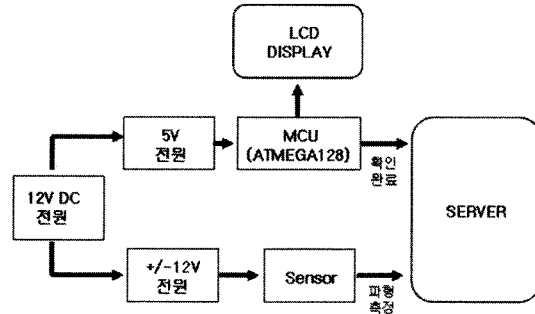 LCD
DISPLAY
5V
전원
MCU
(ATMEGA128)
확인
완료
12V DC
전원
SERVER
+/-12V
전원
Sensor
파형
측정